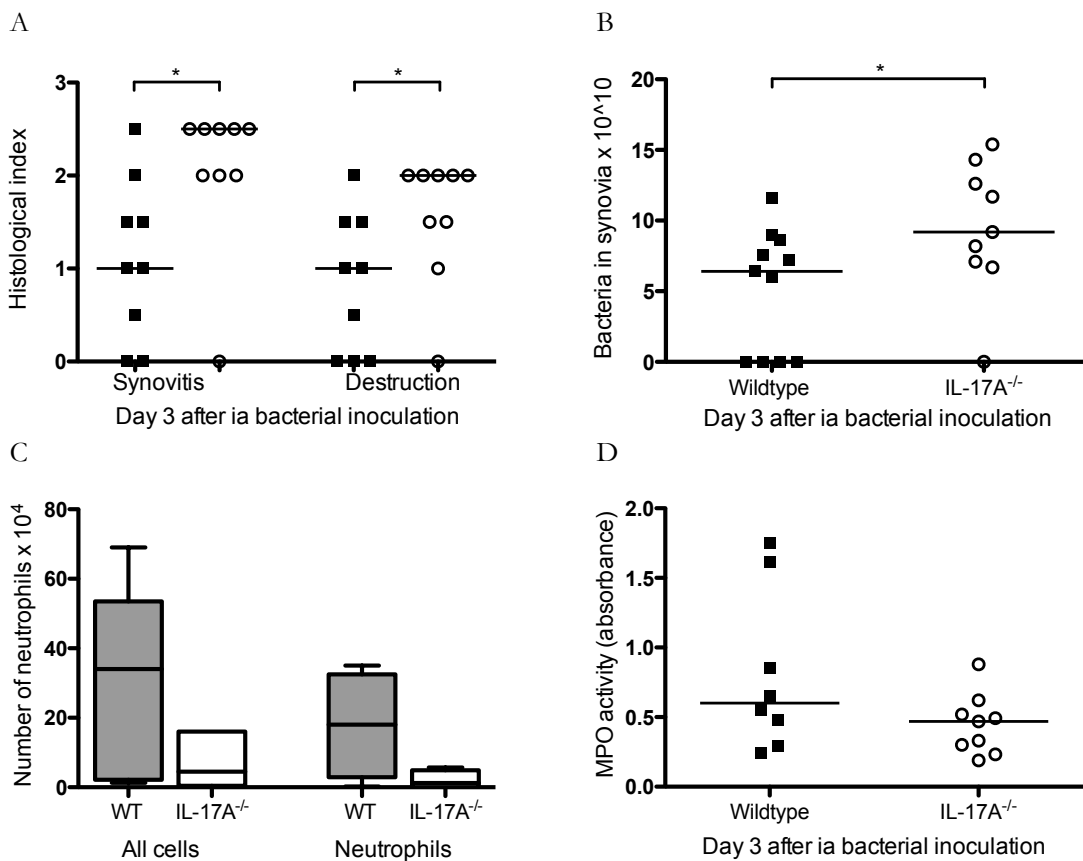 A
Histological index
3
2
1
0
*
*
Synovitis Destruction
Day 3 after ia bacterial inoculation
B
Bacteria in synovia x 10^10
20
15
10
5
0
*
Wildtype IL-17A-/-
Day 3 after ia bacterial inoculation
C
Number of neutrophils x 10⁴
80
60
40
20
0
WT IL-17A-/- WT IL-17A-/-
All cells Neutrophils
D
MPO activity (absorbance)
2.0
1.5
1.0
0.5
0.0
Wildtype IL-17A-/-
Day 3 after ia bacterial inoculation